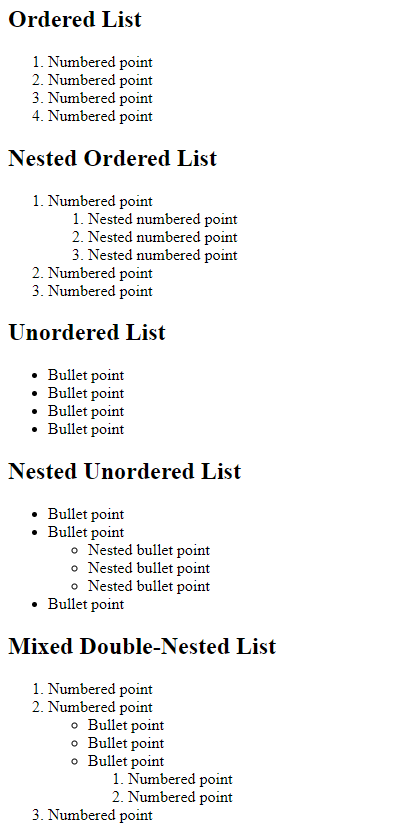 Ordered List
1. Numbered point
2. Numbered point
3. Numbered point
4. Numbered point
Nested Ordered List
1. Numbered point
1. Nested numbered point
2. Nested numbered point
3. Nested numbered point
2. Numbered point
3. Numbered point
Unordered List
• Bullet point
• Bullet point
• Bullet point
• Bullet point
Nested Unordered List
• Bullet point
• Bullet point
◦ Nested bullet point
◦ Nested bullet point
◦ Nested bullet point
• Bullet point
Mixed Double-Nested List
1. Numbered point
2. Numbered point
◦ Bullet point
◦ Bullet point
◦ Bullet point
1. Numbered point
2. Numbered point
3. Numbered point